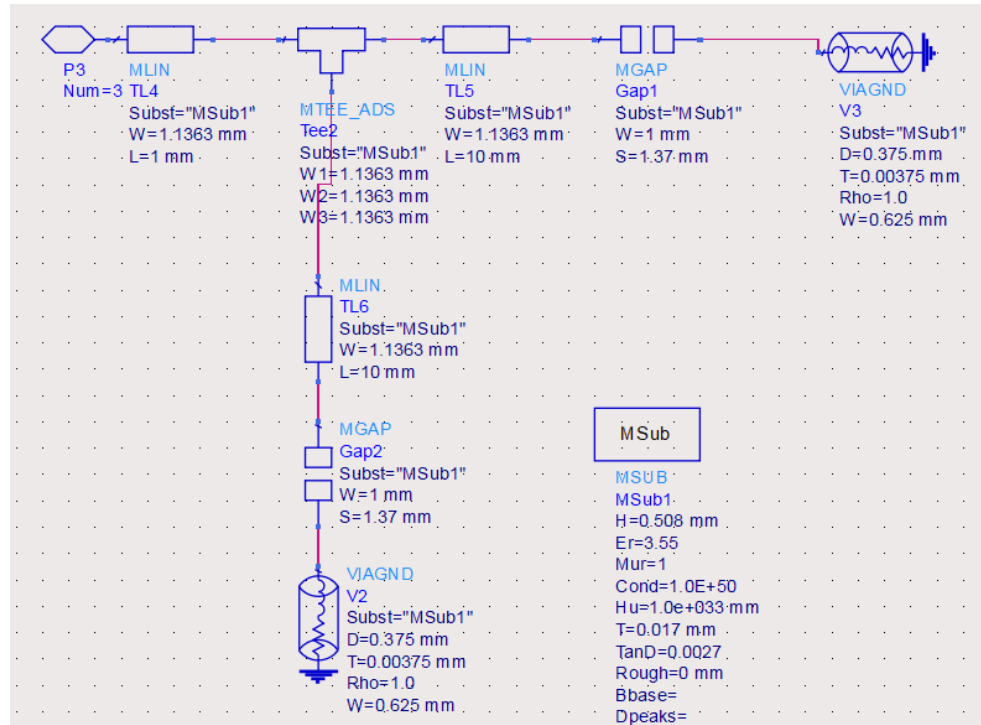 P3
Num=3
MLIN
TL4
Subst="MSub1"
W=1.1363 mm
L=1 mm
MTEE_ADS
Tee2
Subst="MSub1"
W1=1.1363 mm
W2=1.1363 mm
W3=1.1363 mm
MLIN
TL5
Subst="MSub1"
W=1.1363 mm
L=10 mm
MGAP
Gap1
Subst="MSub1"
W=1 mm
S=1.37 mm
VIAGND
V3
Subst="MSub1"
D=0.375 mm
T=0.00375 mm
Rho=1.0
W=0.625 mm
MLIN
TL6
Subst="MSub1"
W=1.1363 mm
L=10 mm
MGAP
Gap2
Subst="MSub1"
W=1 mm
S=1.37 mm
VIAGND
V2
Subst="MSub1"
D=0.375 mm
T=0.00375 mm
Rho=1.0
W=0.625 mm
MSub
MSUB
MSub1
H=0.508 mm
Er=3.55
Mur=1
Cond=1.0E+50
Hu=1.0e+033 mm
T=0.017 mm
TanD=0.0027
Rough=0 mm
Bbase=
Dpeaks=